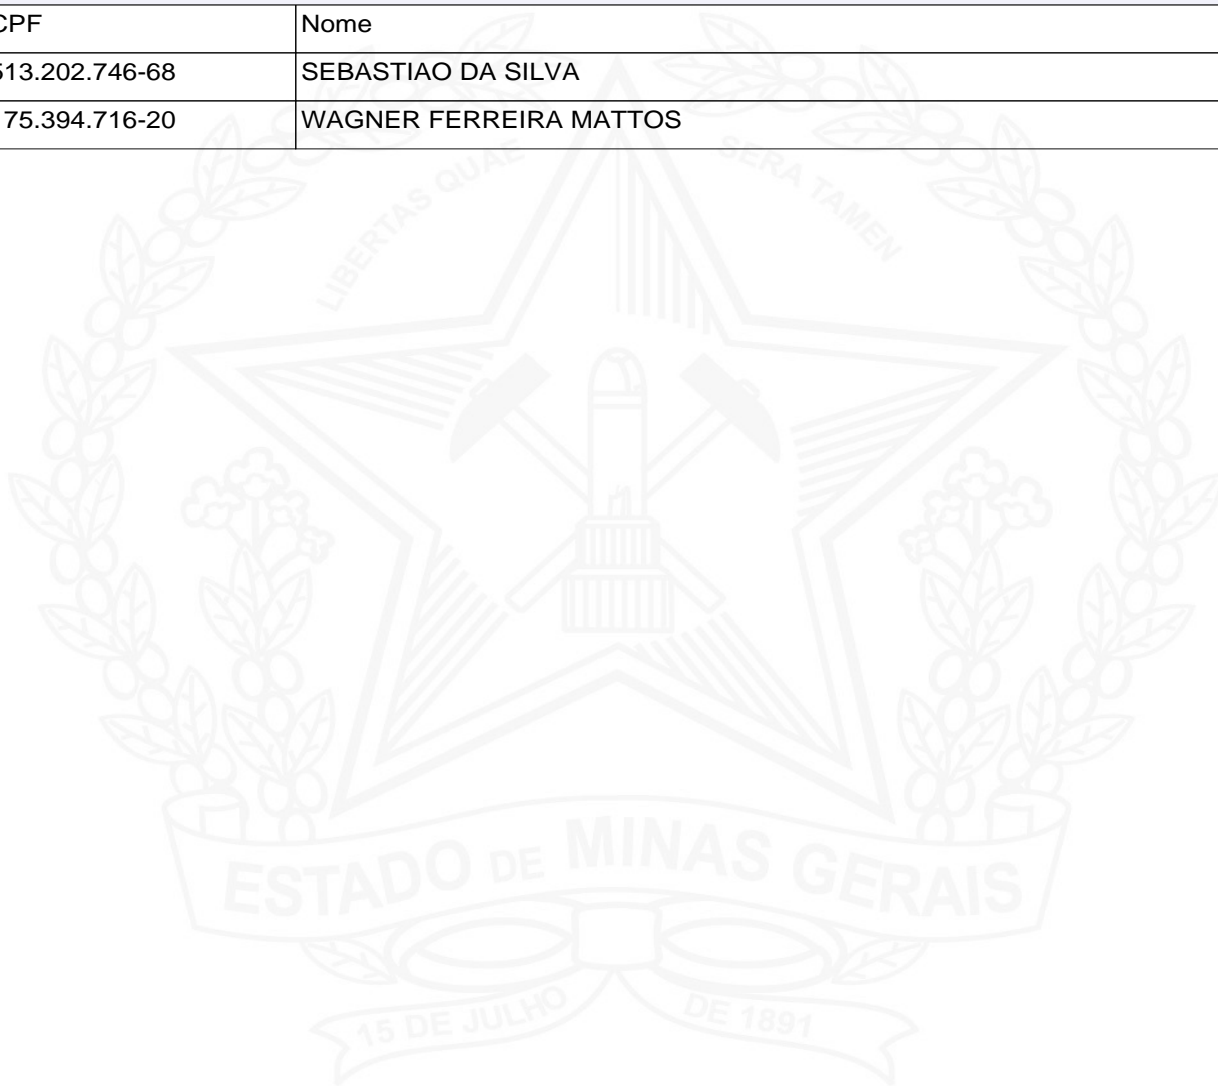 CPF Nome
513.202.746-68 SEBASTIAO DA SILVA
75.394.716-20 WAGNER FERREIRA MATTOS
LIBERTAS QUAE SERA TAMEN
ESTADO DE MINAS GERAIS
15 DE JULHO DE 1891